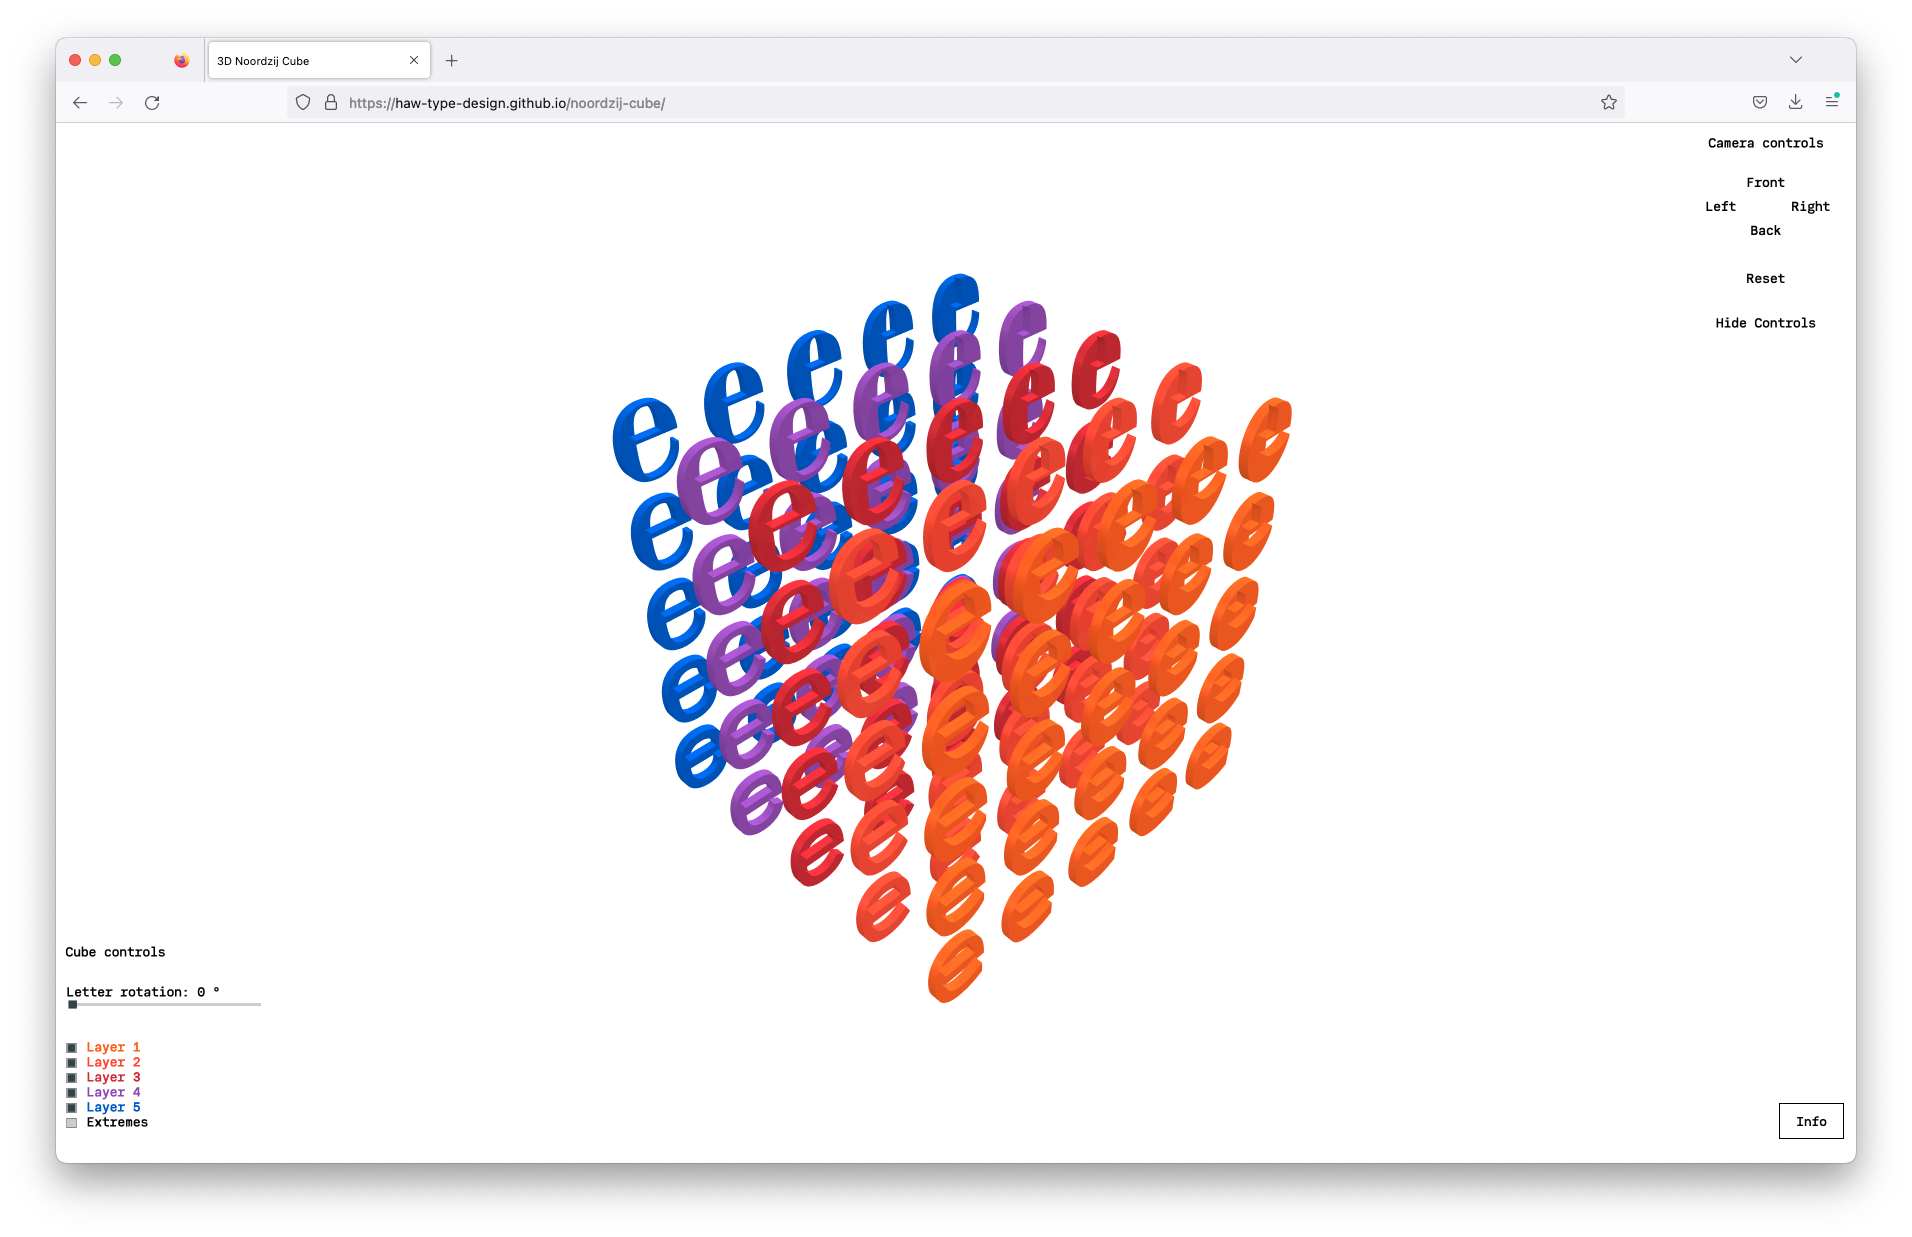 3D Noordzij Cube
https://haw-type-design.github.io/noordzij-cube/
Camera controls
Front
Left Right
Back
Reset
Hide Controls
e e e e e e e e e e e e e e e e e e e e e e e e e
Cube controls
Letter rotation: 0 °
Layer 1
Layer 2
Layer 3
Layer 4
Layer 5
Extremes
Info